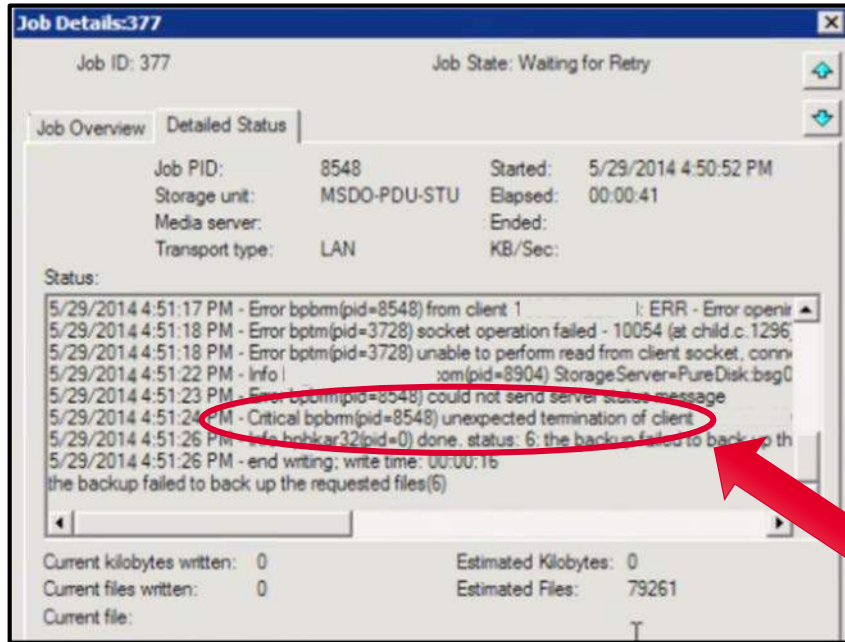 Job Details:377
Job ID: 377 Job State: Waiting for Retry
Job Overview Detailed Status
Job PID: 8548 Started: 5/29/2014 4:50:52 PM
Storage unit: MSDO-PDU-STU Elapsed: 00:00:41
Media server: Ended:
Transport type: LAN KB/Sec:
Status:
5/29/2014 4:51:17 PM - Error bpbrm(pid=8548) from client 1 : ERR - Error
5/29/2014 4:51:18 PM - Error bptm(pid=3728) socket operation failed - 10054 (at child.c.1296)
5/29/2014 4:51:18 PM - Error bptm(pid=3728) unable to perform read from client socket,
5/29/2014 4:51:22 PM - Info (pid=8904) StorageServer=PureDisk:bsg0
5/29/2014 4:51:23 PM - Error bpbrm(pid=8548) could not send server status message
5/29/2014 4:51:24 PM - Critical bpbrm(pid=8548) unexpected termination of client
5/29/2014 4:51:26 PM - Info bpbkar32(pid=0) done. status: 6: the backup failed to back up th
5/29/2014 4:51:26 PM - end writing; write time: 00:00:16
the backup failed to back up the requested files(6)
Current kilobytes written: 0 Estimated Kilobytes: 0
Current files written: 0 Estimated Files: 79261
Current file: